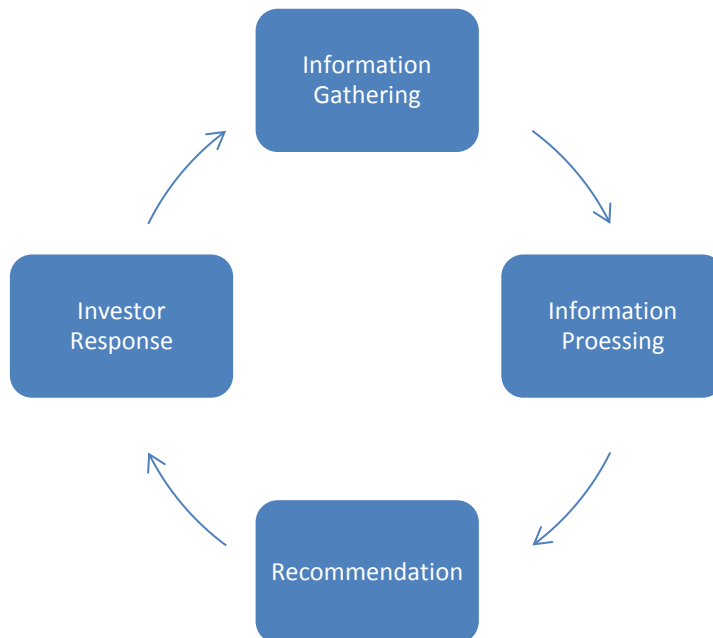 Information
Gathering
Information
Proessing
Recommendation
Investor
Response